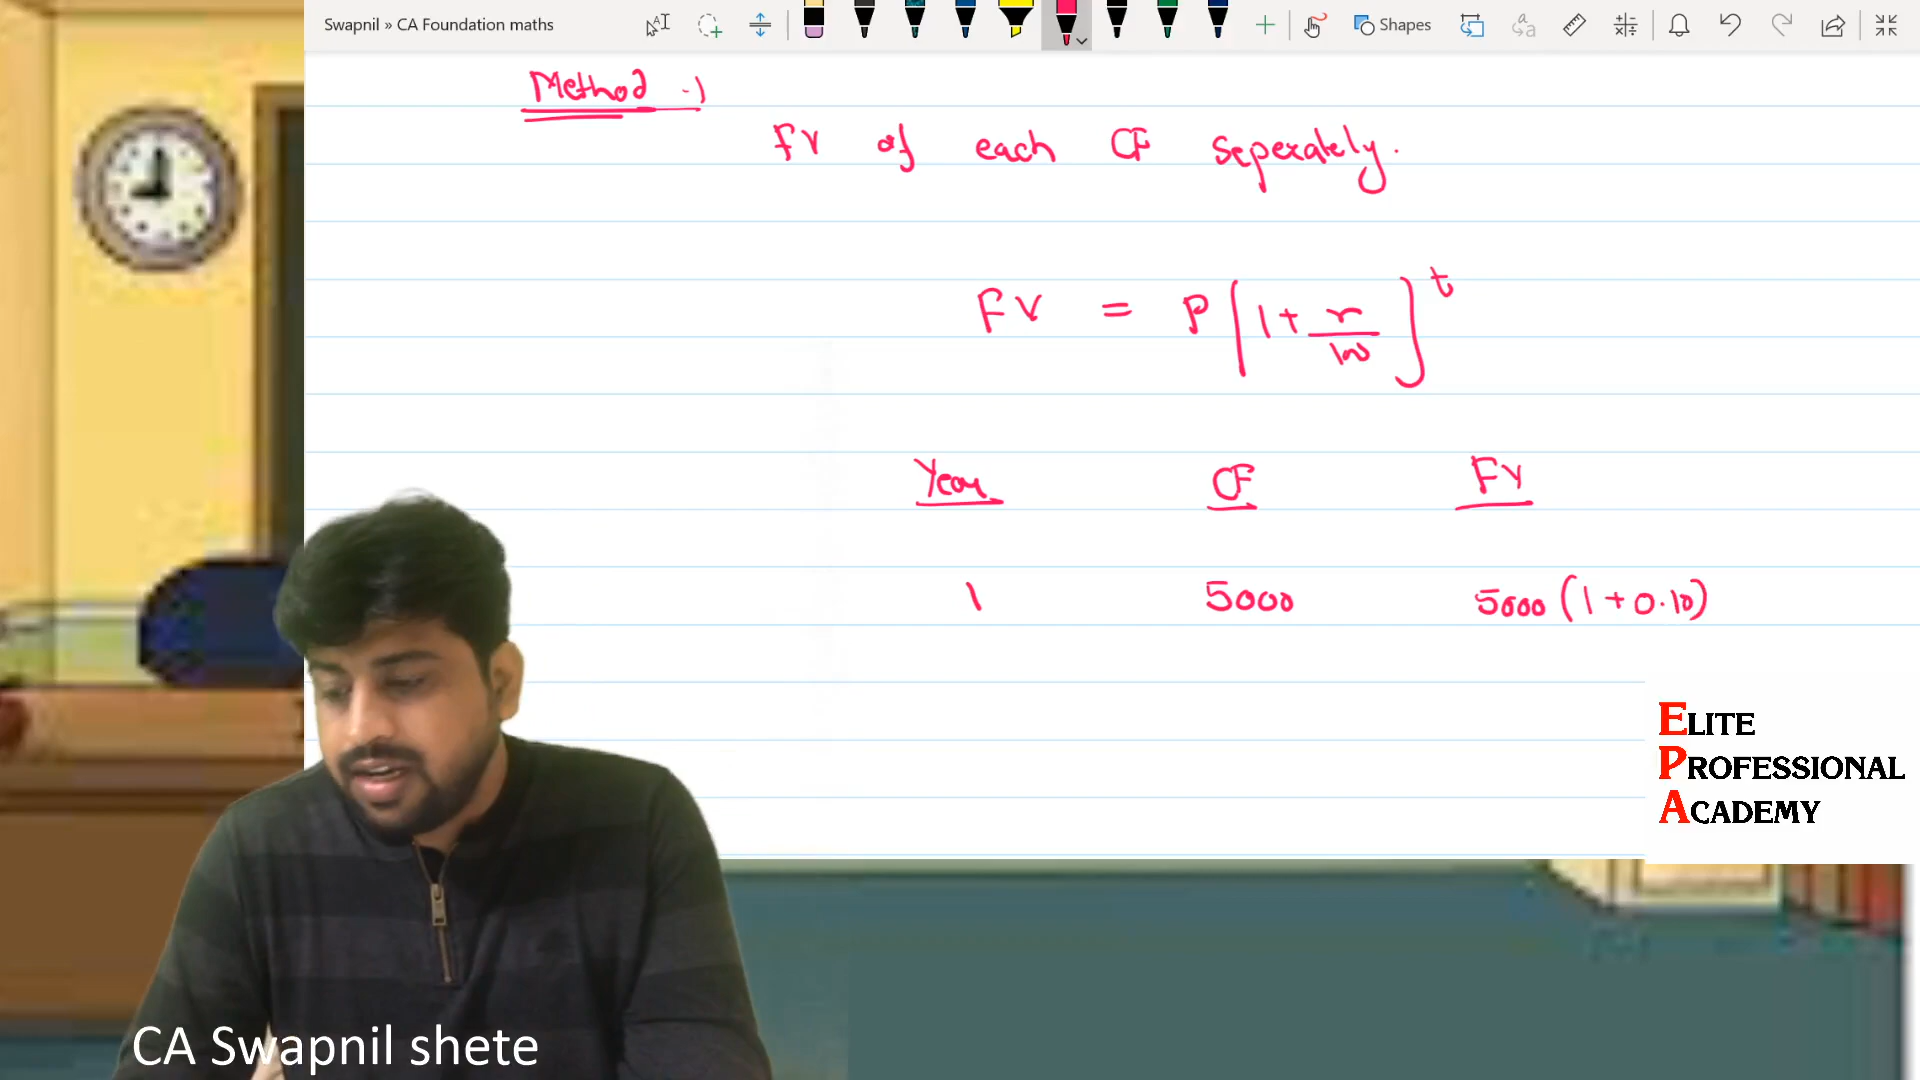 Swapnil » CA Foundation maths
Shapes
Method -1
FV of each CF seperately.
FV = P[1+r/100]^t
Year CF FV
1 5000 5000 (1+0.10)
ELITE
PROFESSIONAL
ACADEMY
CA Swapnil shete